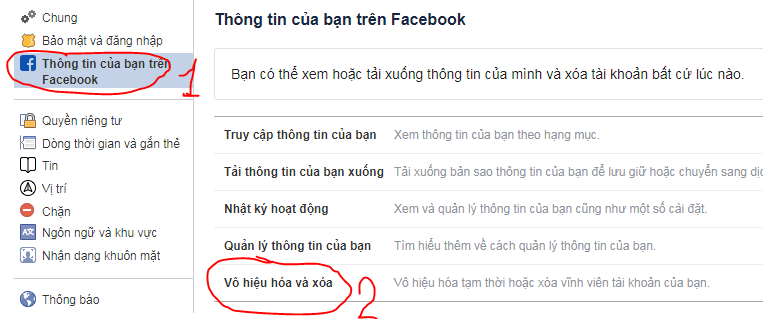 Chung
Bảo mật và đăng nhập
Thông tin của bạn trên
Facebook
1
Quyền riêng tư
Dòng thời gian và gắn thẻ
Tin
Vị trí
Chặn
Ngôn ngữ và khu vực
Nhận dạng khuôn mặt
Thông báo
Thông tin của bạn trên Facebook
Bạn có thể xem hoặc tải xuống thông tin của mình và xóa tài khoản bất cứ lúc nào.
Truy cập thông tin của bạn Xem thông tin của bạn theo hạng mục.
Tải thông tin của bạn xuống Tải xuống bản sao thông tin của bạn để lưu giữ hoặc chuyển sang
Nhật ký hoạt động Xem và quản lý thông tin của bạn cũng như một số cài đặt.
Quản lý thông tin của bạn Tìm hiểu thêm về cách quản lý thông tin của bạn.
Vô hiệu hóa và xóa Vô hiệu hóa tạm thời hoặc xóa vĩnh viễn tài khoản của bạn.
2